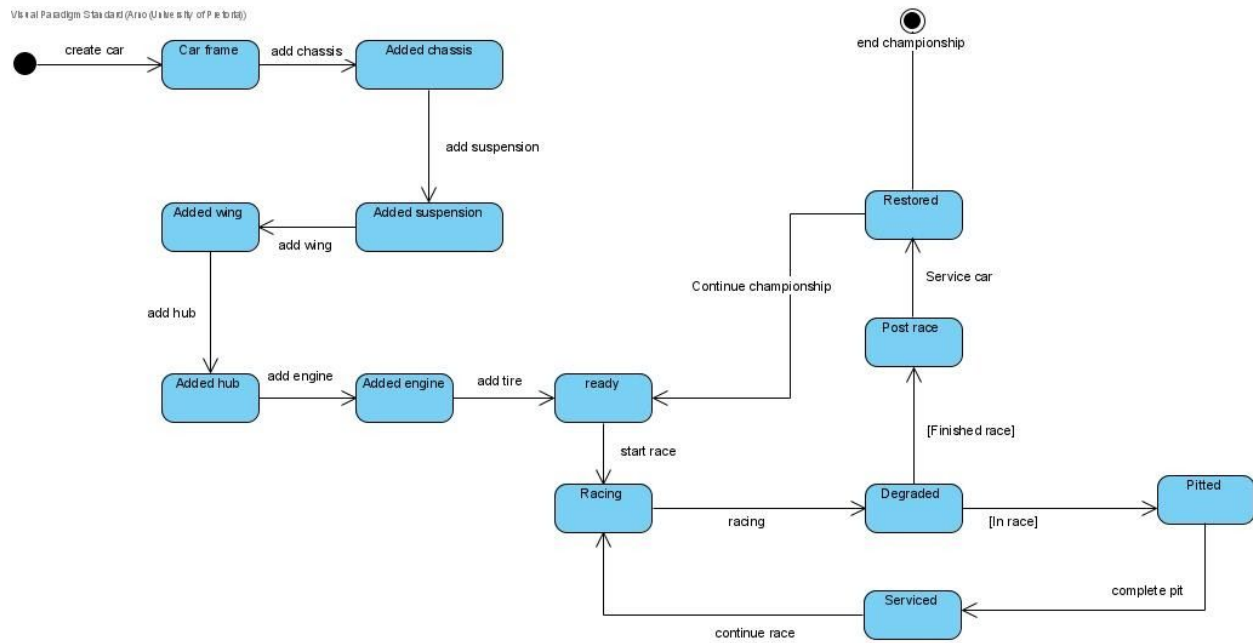 Visual Paradigm Standard (Arno (University of Pretoria))
create car
Car frame
add chassis
Added chassis
end championship
add suspension
Added wing
add wing
Added suspension
Restored
Continue championship
Service car
add hub
Post race
Added hub
add engine
Added engine
add tire
ready
[Finished race]
start race
Racing
racing
Degraded
[In race]
Pitted
complete pit
Serviced
continue race